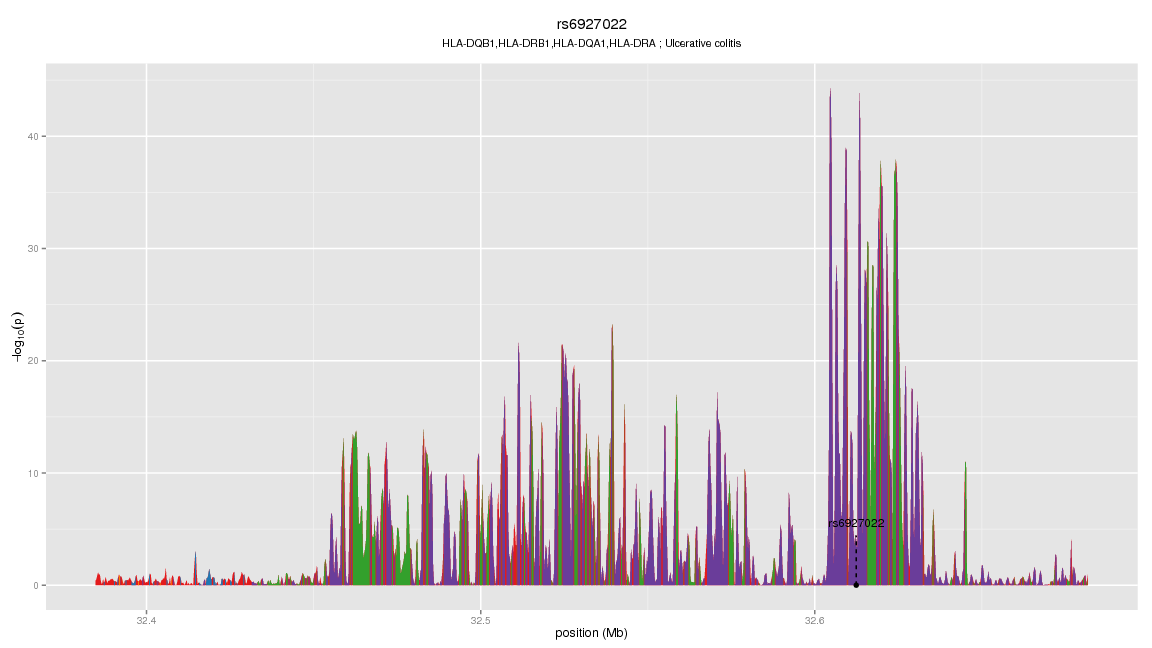 rs6927022
HLA-DQB1,HLA-DRB1,HLA-DQA1,HLA-DRA ; Ulcerative colitis
40
30
20
10
0
−log10(p)
rs6927022
32.4
32.5
32.6
position (Mb)